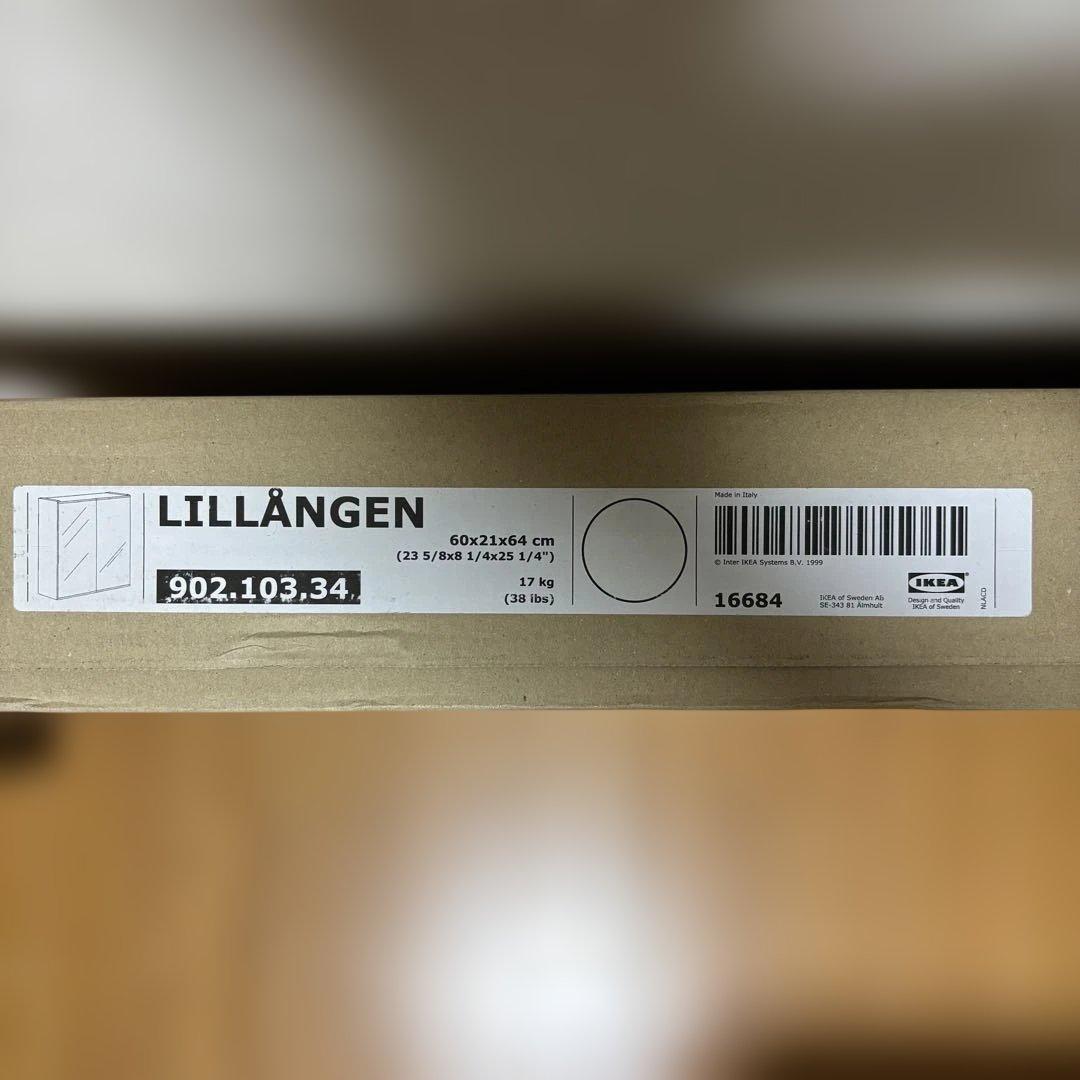 LILLÅNGEN
60x21x64 cm
(23 5/8x8 1/4x25 1/4")
902.103.34
17 kg
(38 lbs)
Made in Italy
© Inter IKEA Systems B.V. 1999
16684
IKEA of Sweden AB
SE-343 81 Älmhult
IKEA
Design and Quality
IKEA of Sweden
NLACD